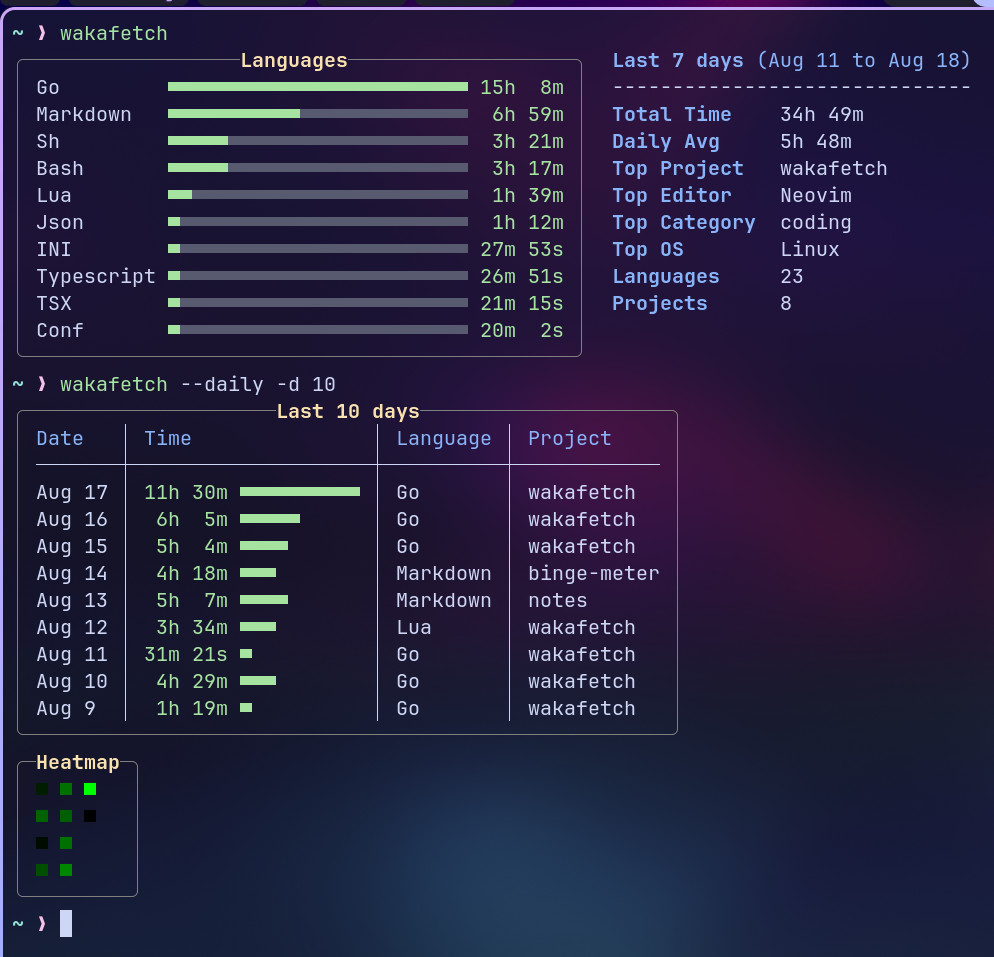 ~ ❱ wakafetch
Languages
Go 15h 8m
Markdown 6h 59m
Sh 3h 21m
Bash 3h 17m
Lua 1h 39m
Json 1h 12m
INI 27m 53s
Typescript 26m 51s
TSX 21m 15s
Conf 20m 2s
Last 7 days (Aug 11 to Aug 18)
------------------------------
Total Time 34h 49m
Daily Avg 5h 48m
Top Project wakafetch
Top Editor Neovim
Top Category coding
Top OS Linux
Languages 23
Projects 8
~ ❱ wakafetch --daily -d 10
Last 10 days
Date Time Language Project
Aug 17 11h 30m Go wakafetch
Aug 16 6h 5m Go wakafetch
Aug 15 5h 4m Go wakafetch
Aug 14 4h 18m Markdown binge-meter
Aug 13 5h 7m Markdown notes
Aug 12 3h 34m Lua wakafetch
Aug 11 31m 21s Go wakafetch
Aug 10 4h 29m Go wakafetch
Aug 9 1h 19m Go wakafetch
Heatmap
~ ❱